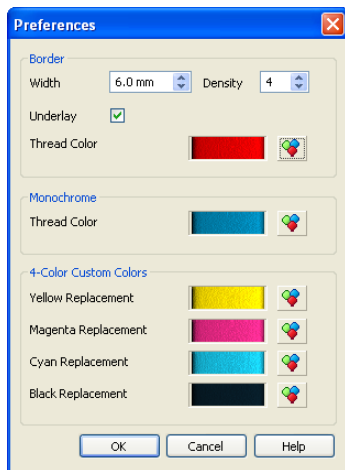 Preferences
Border
Width 6.0 mm Density 4
Underlay
Thread Color
Monochrome
Thread Color
4-Color Custom Colors
Yellow Replacement
Magenta Replacement
Cyan Replacement
Black Replacement
OK Cancel Help